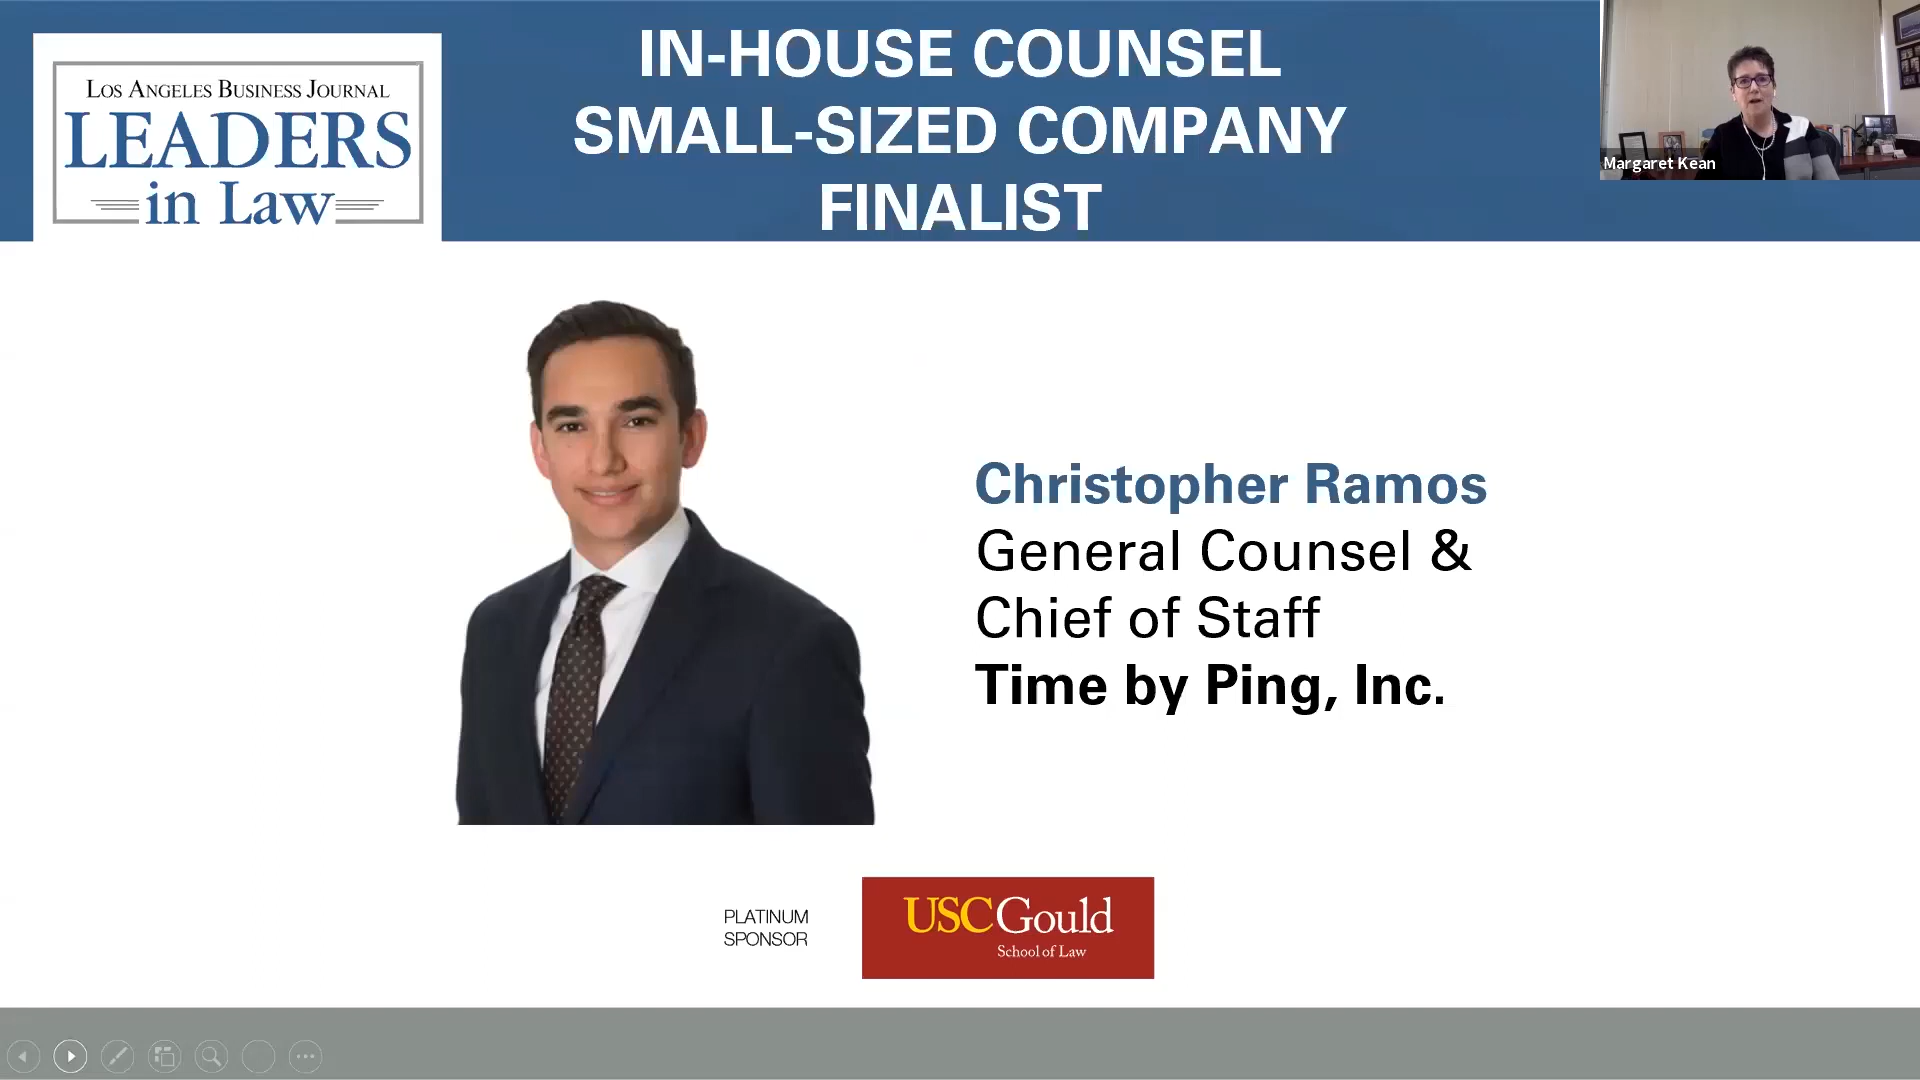 LOS ANGELES BUSINESS JOURNAL
LEADERS
in Law
IN-HOUSE COUNSEL
SMALL-SIZED COMPANY
FINALIST
Margaret Kean
Christopher Ramos
General Counsel &
Chief of Staff
Time by Ping, Inc.
PLATINUM
SPONSOR
USC Gould
School of Law